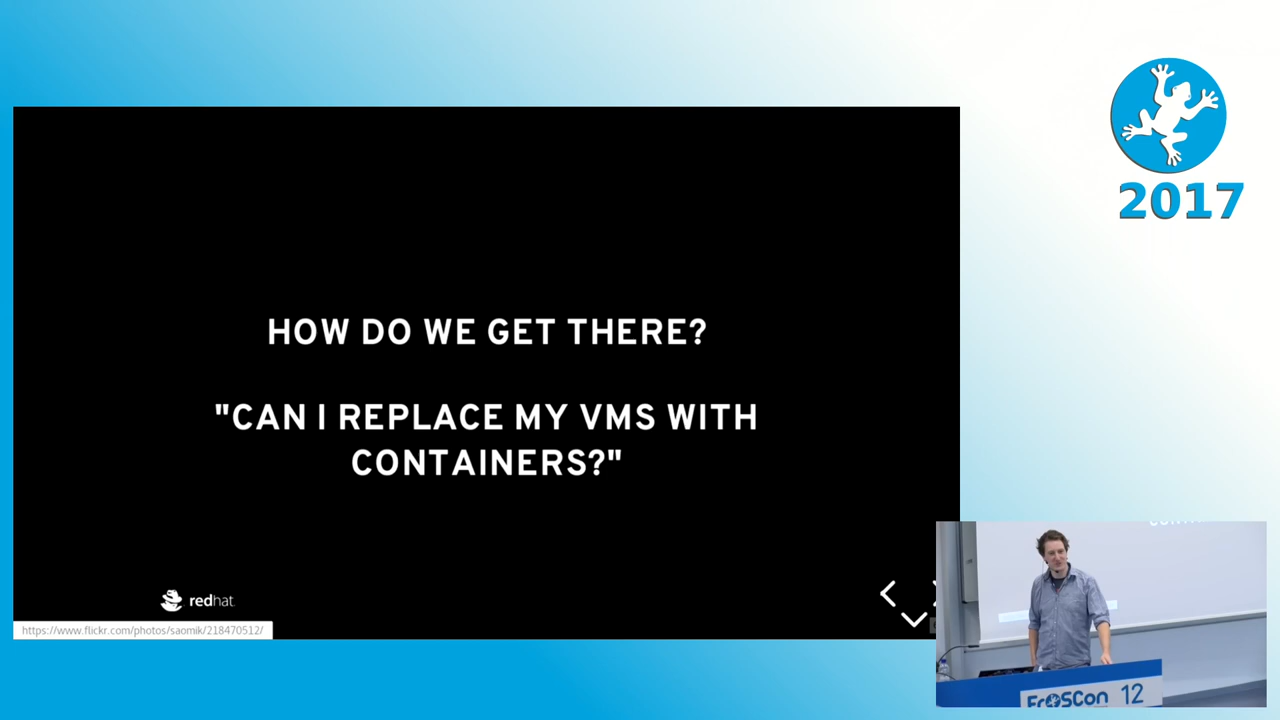 2017
HOW DO WE GET THERE?
"CAN I REPLACE MY VMS WITH
CONTAINERS?"
redhat.
https://www.flickr.com/photos/saomik/218470512/
FrOSCon 12